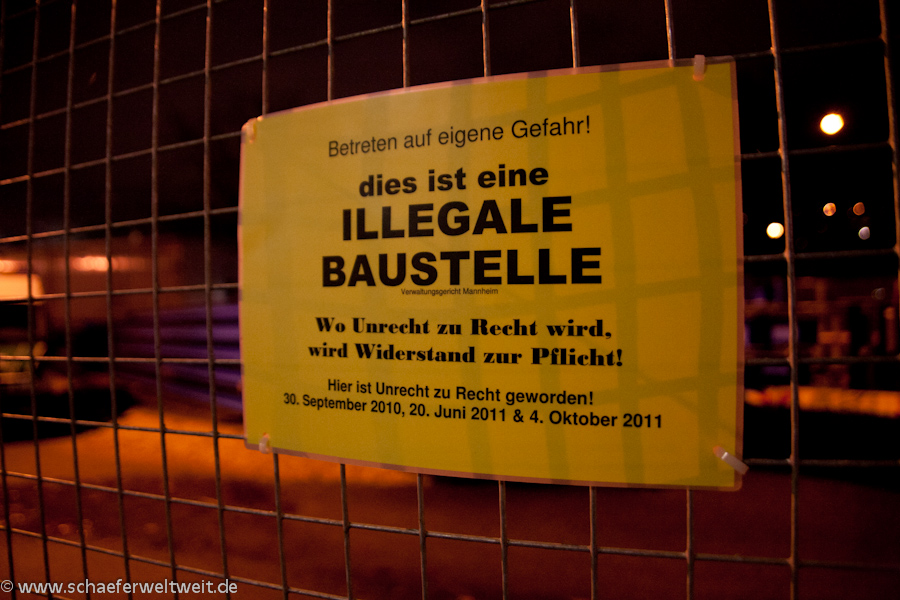 Betreten auf eigene Gefahr!
dies ist eine
ILLEGALE
BAUSTELLE
Verwaltungsgericht Mannheim
Wo Unrecht zu Recht wird,
wird Widerstand zur Pflicht!
Hier ist Unrecht zu Recht geworden!
30. September 2010, 20. Juni 2011 & 4. Oktober 2011
© www.schaeferweltweit.de